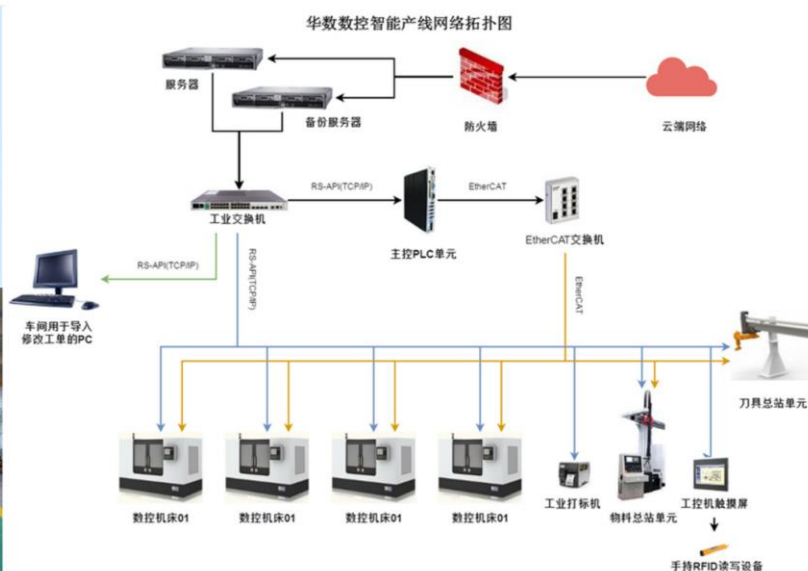 华数数控智能产线网络拓扑图
服务器
备份服务器
防火墙
云端网络
RS-API(TCP/IP)
EtherCAT
工业交换机
主控PLC单元
EtherCAT交换机
RS-API(TCP/IP)
RS-API(TCP/IP)
EtherCAT
车间用于导入
修改工单的PC
刀具总站单元
数控机床01
数控机床01
数控机床01
数控机床01
工业打标机
物料总站单元
工控机触摸屏
手持RFID读写设备